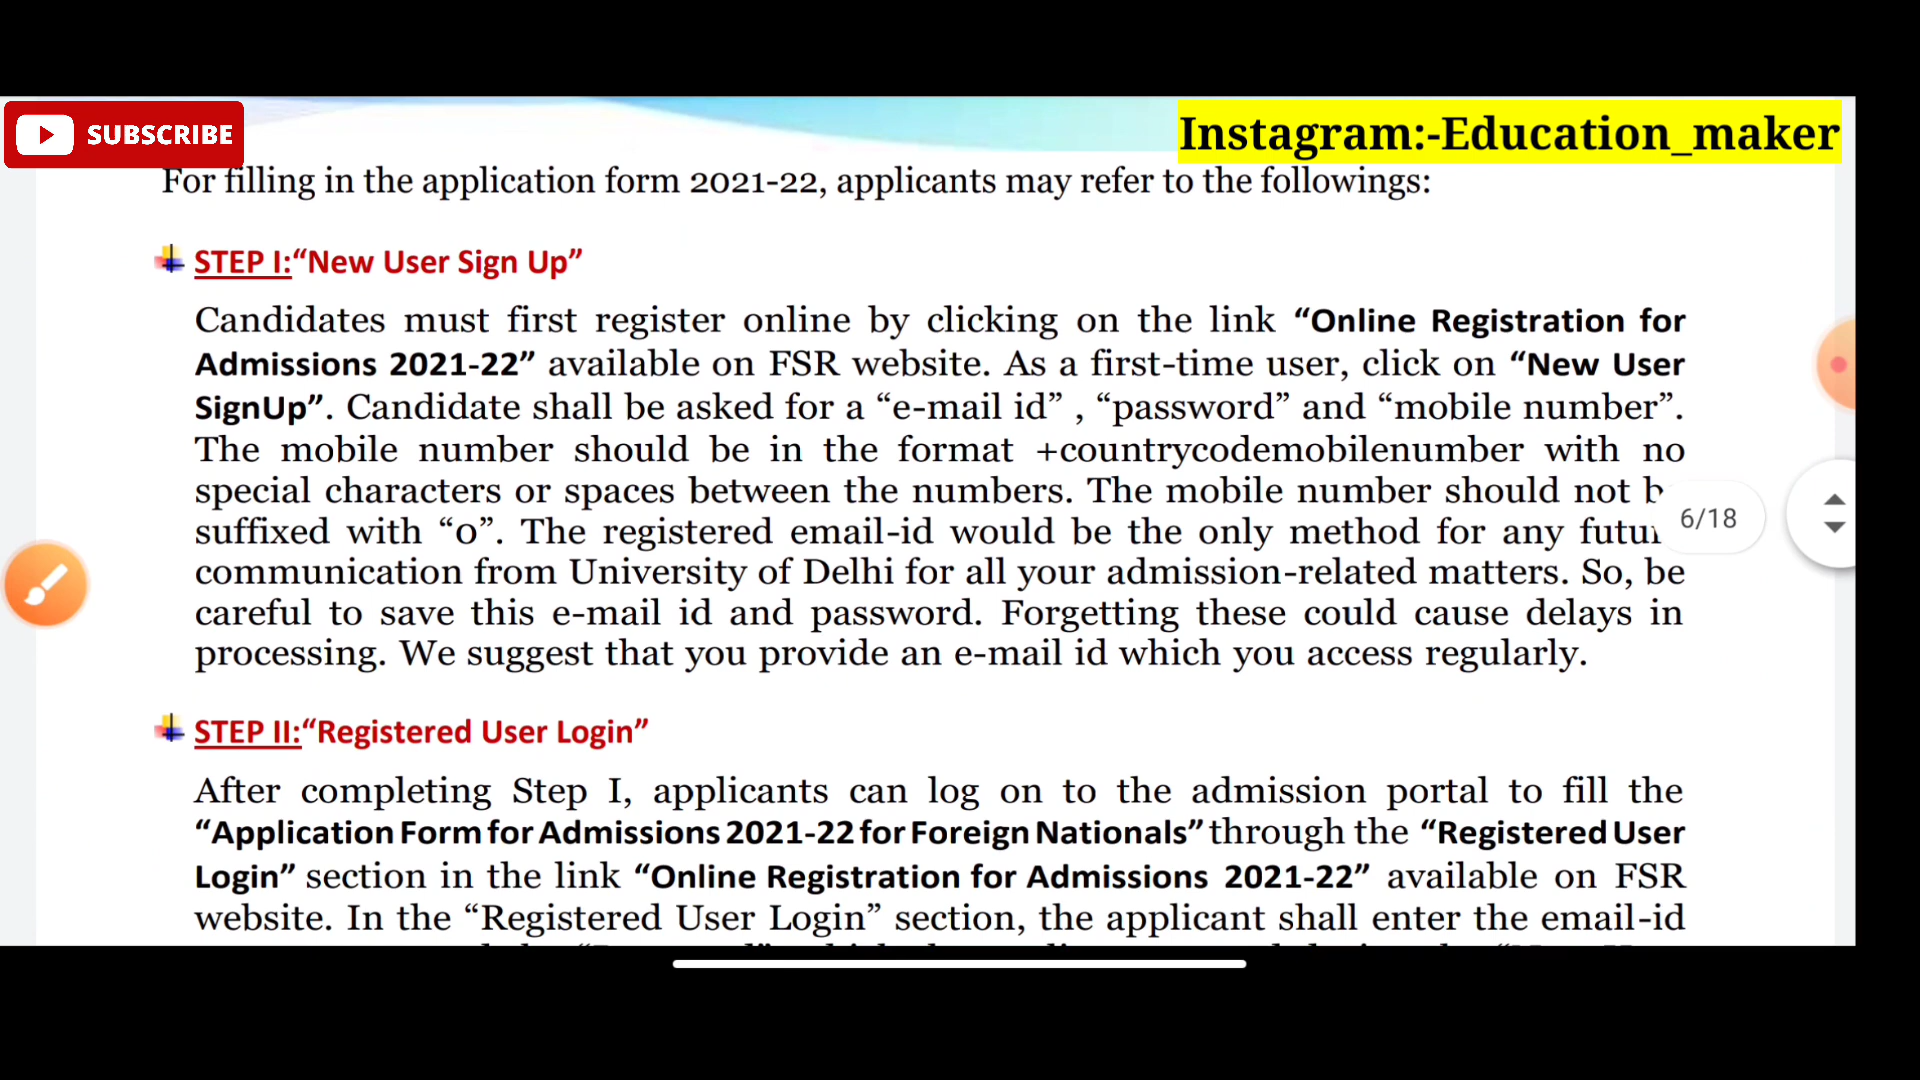 SUBSCRIBE
Instagram:-Education_maker
For filling in the application form 2021-22, applicants may refer to the followings:
STEP I:“New User Sign Up”
Candidates must first register online by clicking on the link “Online Registration for
Admissions 2021-22” available on FSR website. As a first-time user, click on “New User
SignUp”. Candidate shall be asked for a “e-mail id” , “password” and “mobile number”.
The mobile number should be in the format +countrycodemobilenumber with no
special characters or spaces between the numbers. The mobile number should not
6/18
suffixed with “0”. The registered email-id would be the only method for any
communication from University of Delhi for all your admission-related matters. So, be
careful to save this e-mail id and password. Forgetting these could cause delays in
processing. We suggest that you provide an e-mail id which you access regularly.
STEP II:“Registered User Login”
After completing Step I, applicants can log on to the admission portal to fill the
“Application Form for Admissions 2021-22 for Foreign Nationals” through the “Registered User
Login” section in the link “Online Registration for Admissions 2021-22” available on FSR
website. In the “Registered User Login” section, the applicant shall enter the email-id